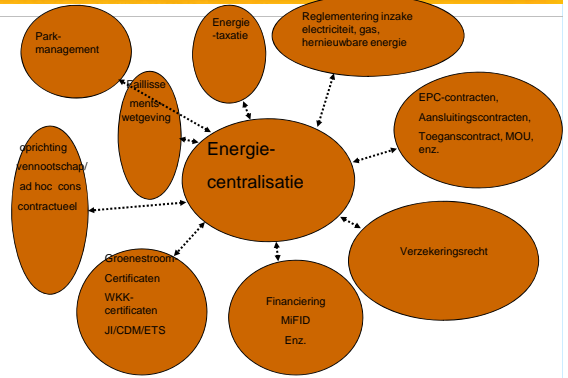 Park-
management
Energie
-taxatie
Reglementering inzake
electriciteit, gas,
hernieuwbare energie
Faillisse
ments-
wetgeving
EPC-contracten,
Aansluitingscontracten,
Toeganscontract, MOU,
enz.
oprichting
vennootschap/
ad hoc cons
contractueel
Energie-
centralisatie
Verzekeringsrecht
Groenestroom-
Certificaten
WKK-
certificaten
JI/CDM/ETS
Financiering
MiFID
Enz.